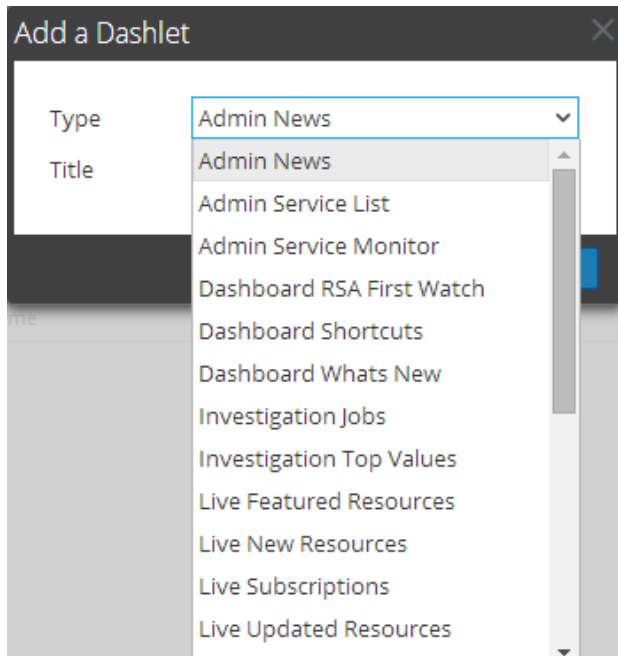 Add a Dashlet
Type
Admin News
Title
Admin News
Admin Service List
Admin Service Monitor
Dashboard RSA First Watch
Dashboard Shortcuts
Dashboard Whats New
Investigation Jobs
Investigation Top Values
Live Featured Resources
Live New Resources
Live Subscriptions
Live Updated Resources